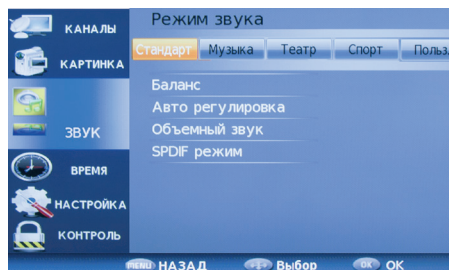 Режим звука
КАНАЛЫ
Стандарт Музыка Театр Спорт Польз.
КАРТИНКА
Баланс
Авто регулировка
ЗВУК
Объемный звук
SPDIF режим
ВРЕМЯ
НАСТРОЙКА
КОНТРОЛЬ
MENU НАЗАД Выбор OK OK